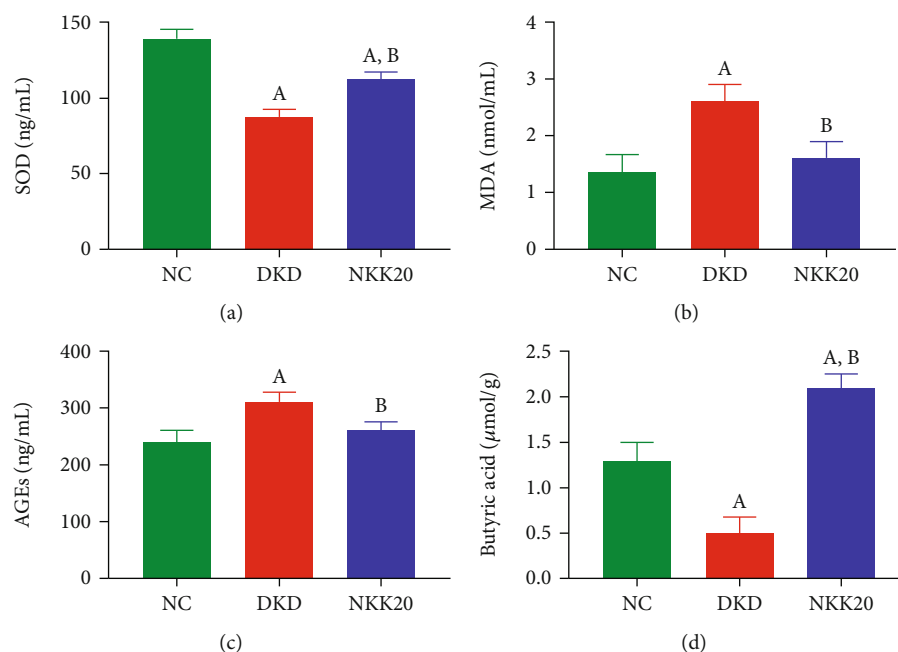 SOD (ng/mL)
150
100
50
0
A
A, B
NC
DKD
NKK20
(a)
MDA (nmol/mL)
4
3
2
1
0
A
B
NC
DKD
NKK20
(b)
AGEs (ng/mL)
400
300
200
100
0
A
B
NC
DKD
NKK20
(c)
Butyric acid (μmol/g)
2.5
2.0
1.5
1.0
0.5
0.0
A
A, B
NC
DKD
NKK20
(d)